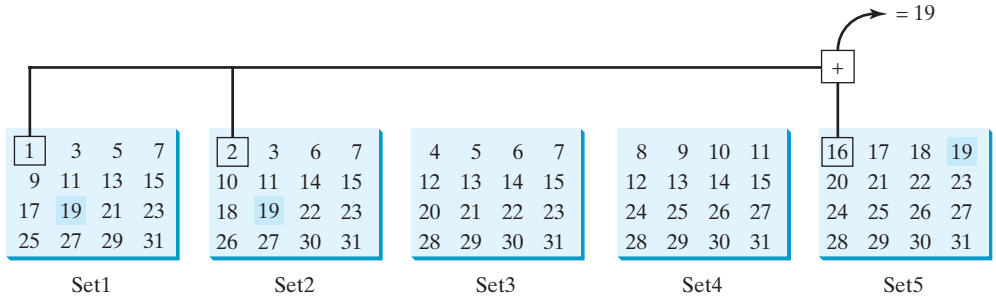 = 19
+
1 3 5 7
9 11 13 15
17 19 21 23
25 27 29 31
Set1
2 3 6 7
10 11 14 15
18 19 22 23
26 27 30 31
Set2
4 5 6 7
12 13 14 15
20 21 22 23
28 29 30 31
Set3
8 9 10 11
12 13 14 15
24 25 26 27
28 29 30 31
Set4
16 17 18 19
20 21 22 23
24 25 26 27
28 29 30 31
Set5